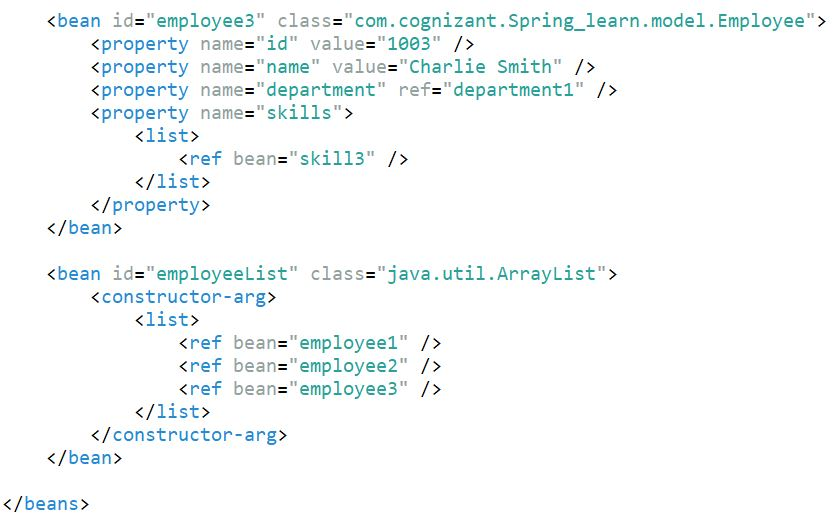 <bean id="employee3" class="com.cognizant.Spring_learn.model.Employee">
<property name="id" value="1003" />
<property name="name" value="Charlie Smith" />
<property name="department" ref="department1" />
<property name="skills">
<list>
<ref bean="skill3" />
</list>
</property>
</bean>
<bean id="employeeList" class="java.util.ArrayList">
<constructor-arg>
<list>
<ref bean="employee1" />
<ref bean="employee2" />
<ref bean="employee3" />
</list>
</constructor-arg>
</bean>
</beans>